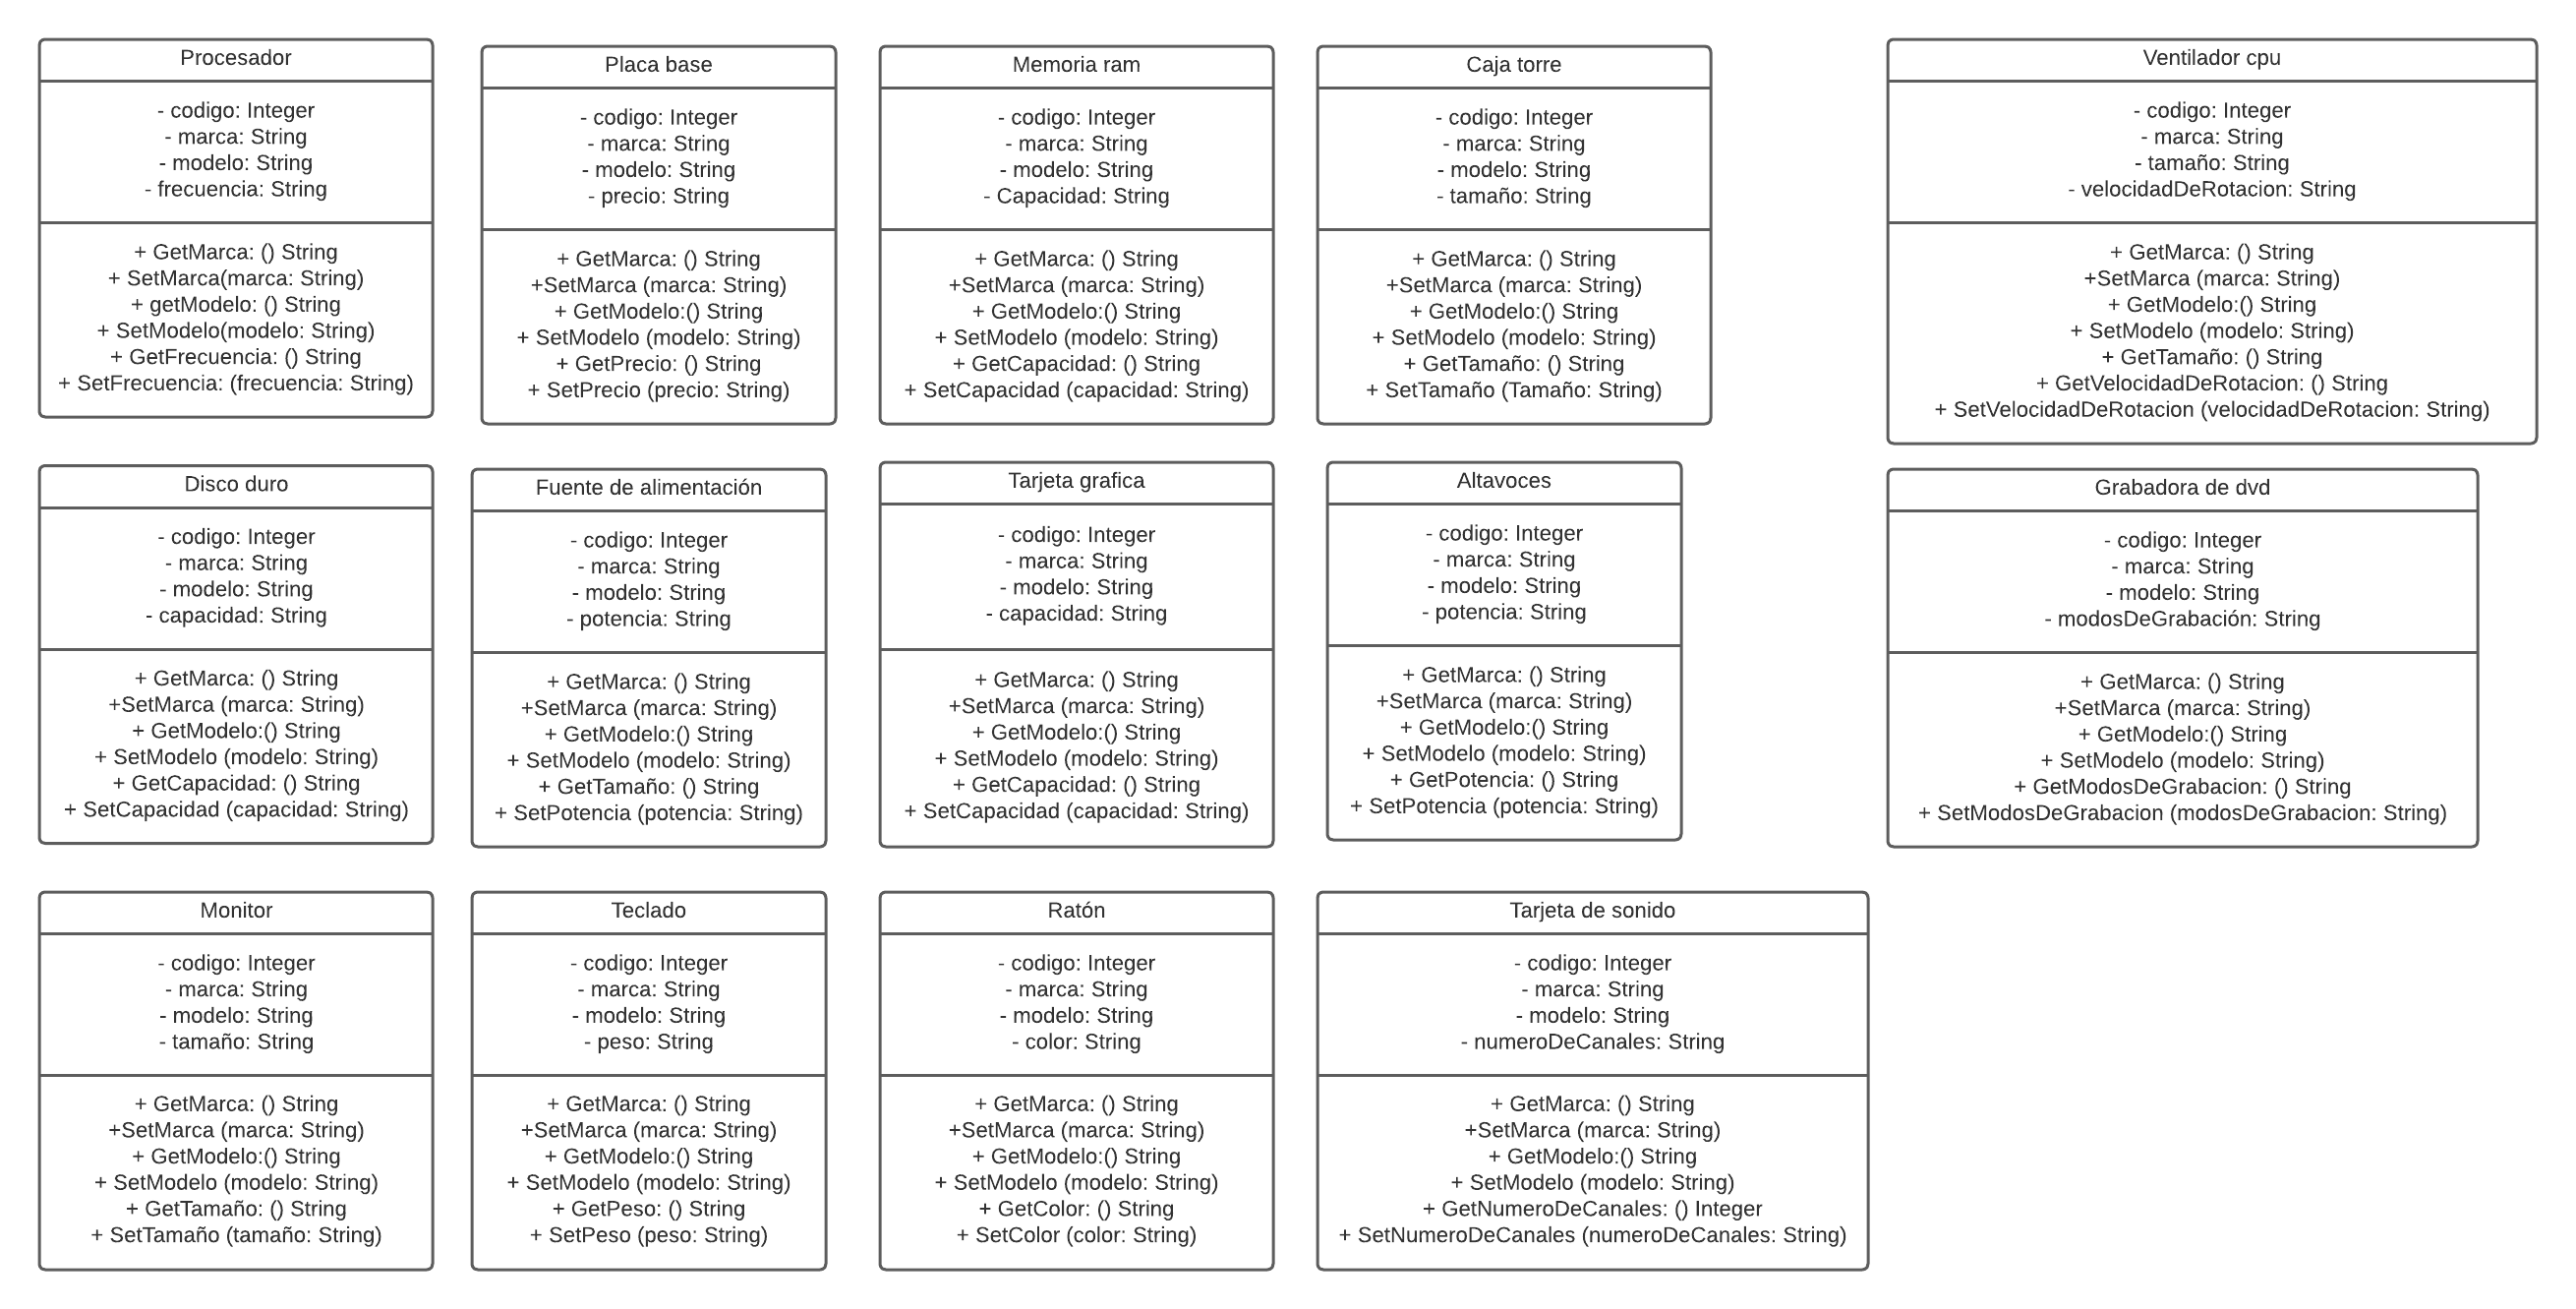 Procesador
- codigo: Integer
- marca: String
- modelo: String
- frecuencia: String
+ GetMarca: () String
+ SetMarca(marca: String)
+ getModelo: () String
+ SetModelo(modelo: String)
+ GetFrecuencia: () String
+ SetFrecuencia: (frecuencia: String)
Placa base
- codigo: Integer
- marca: String
- modelo: String
- precio: String
+ GetMarca: () String
+SetMarca (marca: String)
+ GetModelo:() String
+ SetModelo (modelo: String)
+ GetPrecio: () String
+ SetPrecio (precio: String)
Memoria ram
- codigo: Integer
- marca: String
- modelo: String
- Capacidad: String
+ GetMarca: () String
+SetMarca (marca: String)
+ GetModelo:() String
+ SetModelo (modelo: String)
+ GetCapacidad: () String
+ SetCapacidad (capacidad: String)
Caja torre
- codigo: Integer
- marca: String
- modelo: String
- tamaño: String
+ GetMarca: () String
+SetMarca (marca: String)
+ GetModelo:() String
+ SetModelo (modelo: String)
+ GetTamaño: () String
+ SetTamaño (Tamaño: String)
Ventilador cpu
- codigo: Integer
- marca: String
- tamaño: String
- velocidadDeRotacion: String
+ GetMarca: () String
+SetMarca (marca: String)
+ GetModelo:() String
+ SetModelo (modelo: String)
+ GetTamaño: () String
+ GetVelocidadDeRotacion: () String
+ SetVelocidadDeRotacion (velocidadDeRotacion: String)
Disco duro
- codigo: Integer
- marca: String
- modelo: String
- capacidad: String
+ GetMarca: () String
+SetMarca (marca: String)
+ GetModelo:() String
+ SetModelo (modelo: String)
+ GetCapacidad: () String
+ SetCapacidad (capacidad: String)
Fuente de alimentación
- codigo: Integer
- marca: String
- modelo: String
- potencia: String
+ GetMarca: () String
+SetMarca (marca: String)
+ GetModelo:() String
+ SetModelo (modelo: String)
+ GetTamaño: () String
+ SetPotencia (potencia: String)
Tarjeta grafica
- codigo: Integer
- marca: String
- modelo: String
- capacidad: String
+ GetMarca: () String
+SetMarca (marca: String)
+ GetModelo:() String
+ SetModelo (modelo: String)
+ GetCapacidad: () String
+ SetCapacidad (capacidad: String)
Altavoces
- codigo: Integer
- marca: String
- modelo: String
- potencia: String
+ GetMarca: () String
+SetMarca (marca: String)
+ GetModelo:() String
+ SetModelo (modelo: String)
+ GetPotencia: () String
+ SetPotencia (potencia: String)
Grabadora de dvd
- codigo: Integer
- marca: String
- modelo: String
- modosDeGrabación: String
+ GetMarca: () String
+SetMarca (marca: String)
+ GetModelo:() String
+ SetModelo (modelo: String)
+ GetModosDeGrabacion: () String
+ SetModosDeGrabacion (modosDeGrabacion: String)
Monitor
- codigo: Integer
- marca: String
- modelo: String
- tamaño: String
+ GetMarca: () String
+SetMarca (marca: String)
+ GetModelo:() String
+ SetModelo (modelo: String)
+ GetTamaño: () String
+ SetTamaño (tamaño: String)
Teclado
- codigo: Integer
- marca: String
- modelo: String
- peso: String
+ GetMarca: () String
+SetMarca (marca: String)
+ GetModelo:() String
+ SetModelo (modelo: String)
+ GetPeso: () String
+ SetPeso (peso: String)
Ratón
- codigo: Integer
- marca: String
- modelo: String
- color: String
+ GetMarca: () String
+SetMarca (marca: String)
+ GetModelo:() String
+ SetModelo (modelo: String)
+ GetColor: () String
+ SetColor (color: String)
Tarjeta de sonido
- codigo: Integer
- marca: String
- modelo: String
- numeroDeCanales: String
+ GetMarca: () String
+SetMarca (marca: String)
+ GetModelo:() String
+ SetModelo (modelo: String)
+ GetNumeroDeCanales: () Integer
+ SetNumeroDeCanales (numeroDeCanales: String)